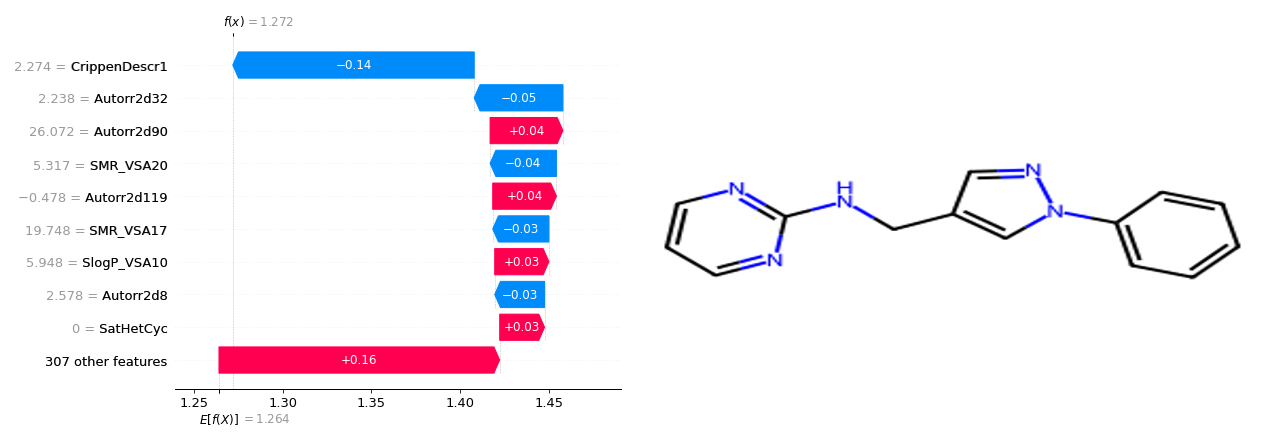 f(x) = 1.272
2.274 = CrippenDescr1
−0.14
2.238 = Autorr2d32
−0.05
26.072 = Autorr2d90
+0.04
5.317 = SMR_VSA20
−0.04
−0.478 = Autorr2d119
+0.04
19.748 = SMR_VSA17
−0.03
5.948 = SlogP_VSA10
+0.03
2.578 = Autorr2d8
−0.03
0 = SatHetCyc
+0.03
307 other features
+0.16
1.25 1.30 1.35 1.40 1.45
E[f(X)] = 1.264
N
N
H
N
N
N